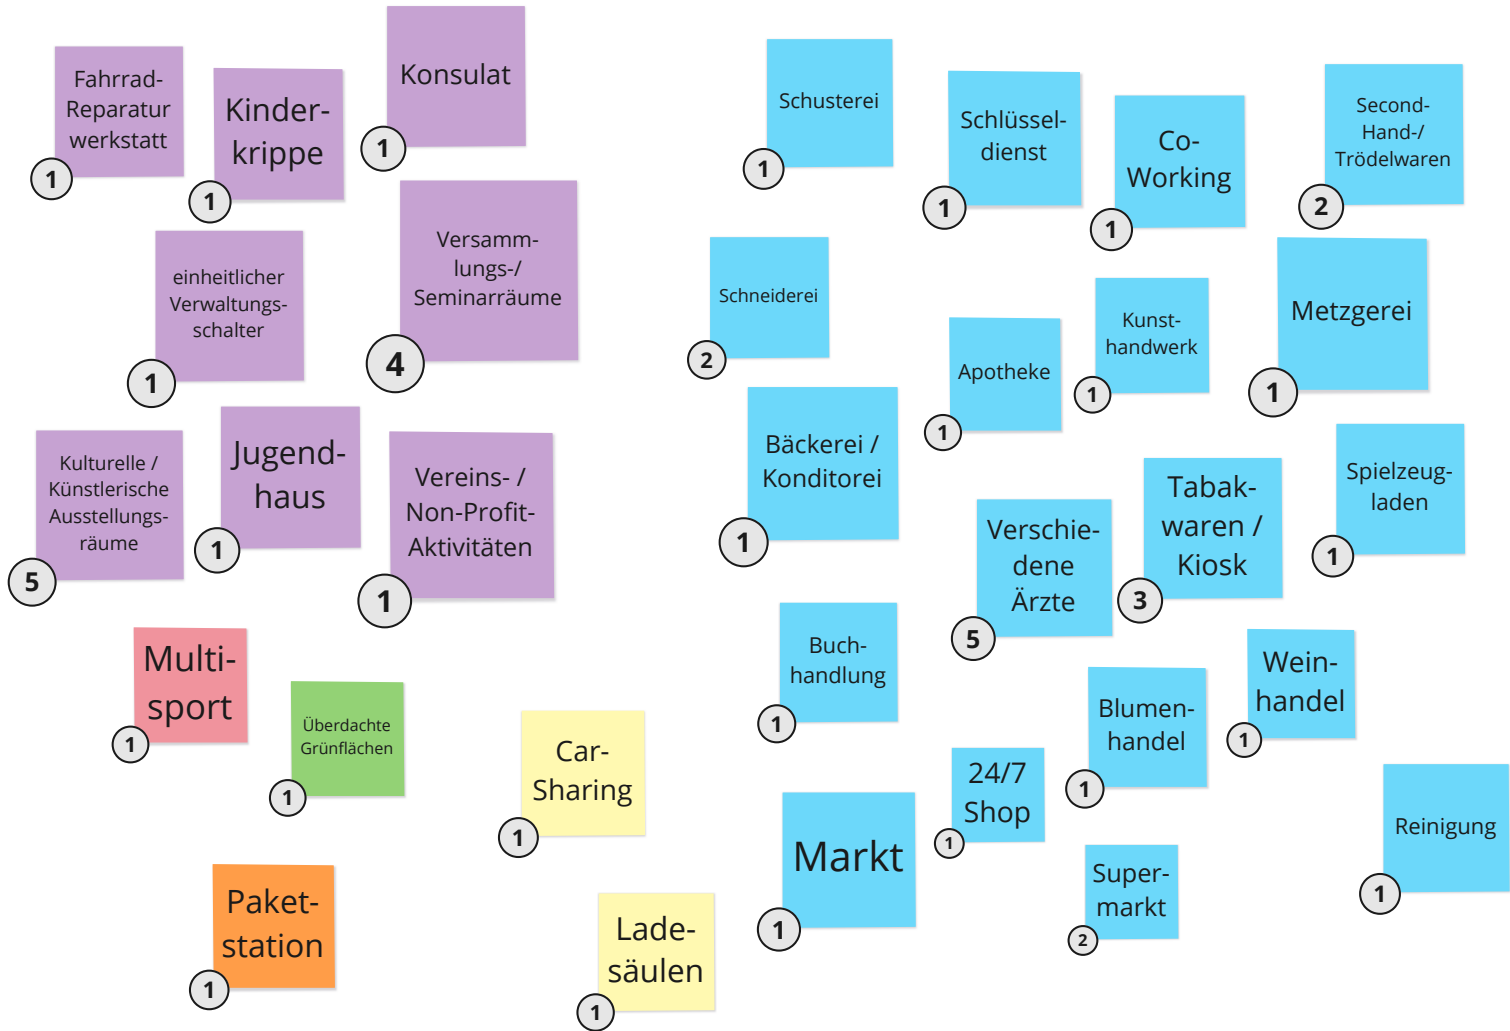 Fahrrad-
Reparatur
werkstatt
1
Kinder-
krippe
1
Konsulat
1
einheitlicher
Verwaltungs-
schalter
1
Versamm-
lungs-/
Seminarräume
4
Kulturelle /
Künstlerische
Ausstellungs-
räume
5
Jugend-
haus
1
Vereins- /
Non-Profit-
Aktivitäten
1
Multi-
sport
1
Überdachte
Grünflächen
1
Car-
Sharing
1
Paket-
station
1
Lade-
säulen
1
Schusterei
1
Schlüssel-
dienst
1
Co-
Working
1
Second-
Hand-/
Trödelwaren
2
Schneiderei
2
Apotheke
1
Kunst-
handwerk
1
Metzgerei
1
Bäckerei /
Konditorei
1
Verschie-
dene
Ärzte
5
Tabak-
waren /
Kiosk
3
Spielzeug-
laden
1
Buch-
handlung
1
Blumen-
handel
1
Wein-
handel
1
24/7
Shop
1
Markt
1
Super-
markt
2
Reinigung
1